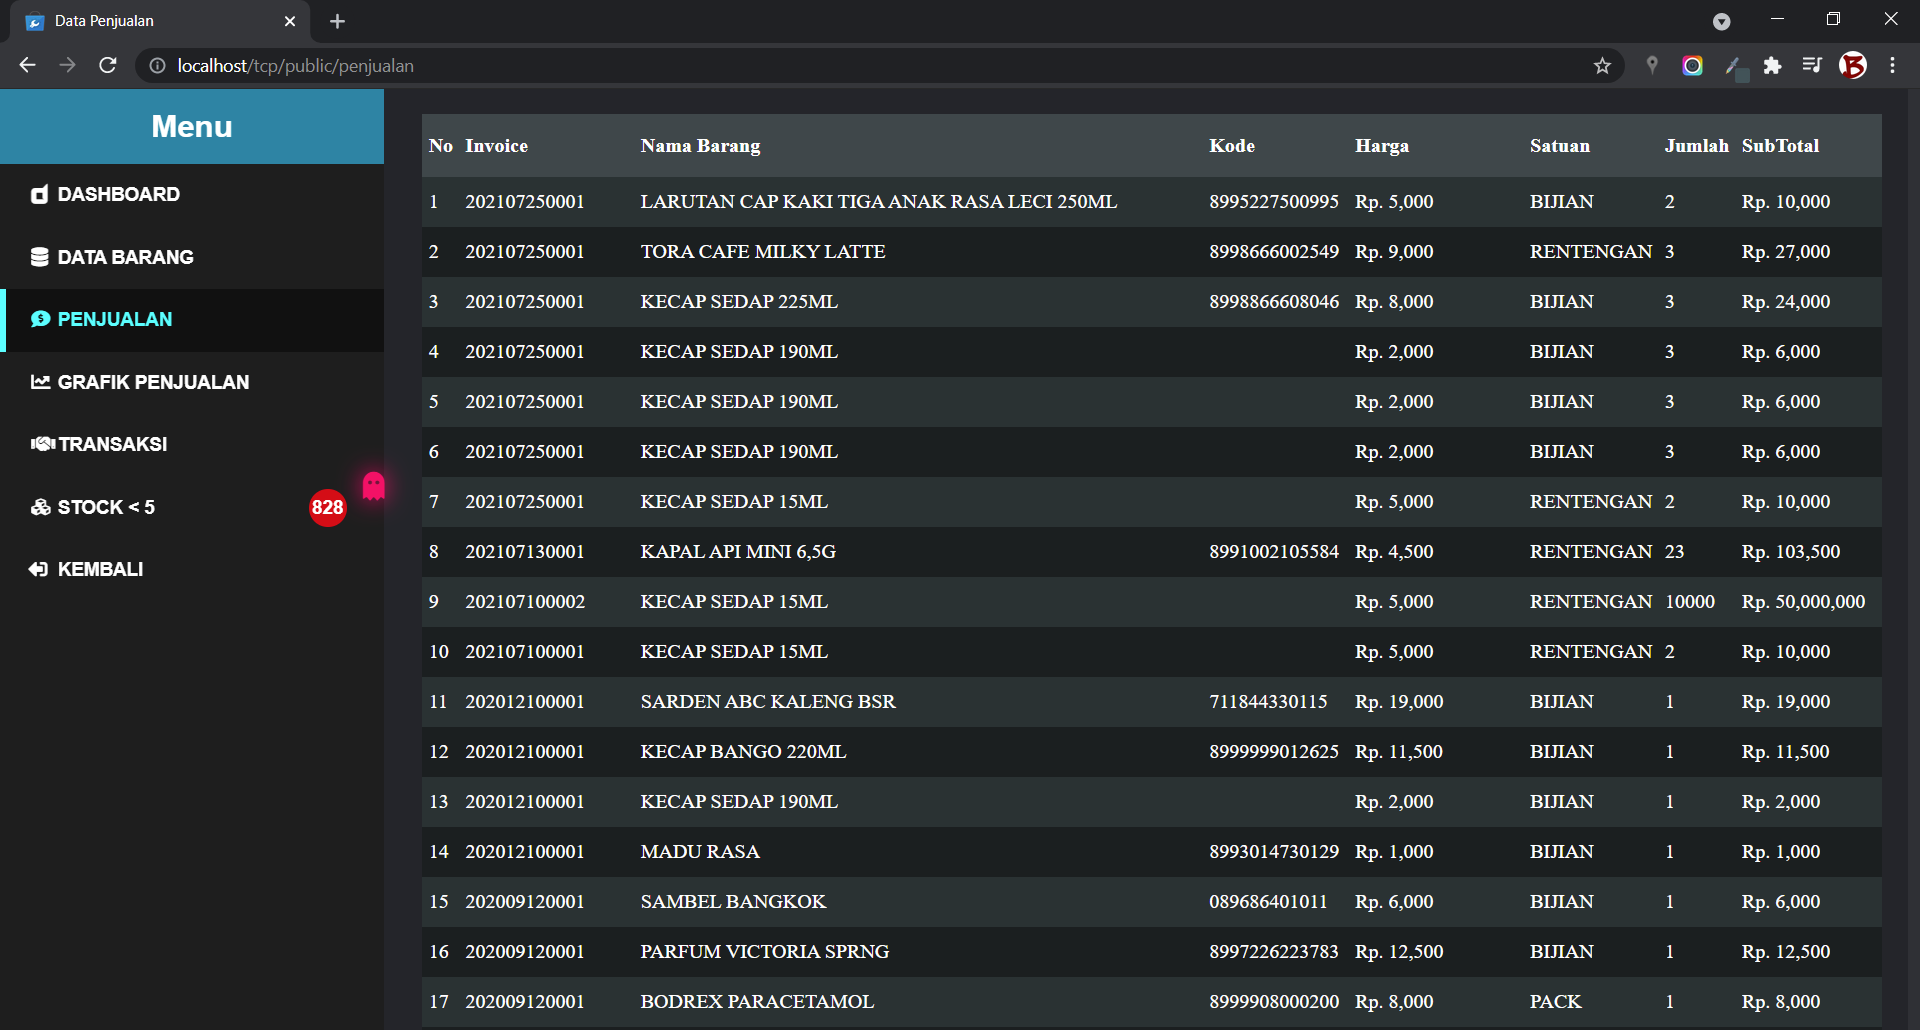 Data Penjualan
localhost/tcp/public/penjualan
Menu
DASHBOARD
DATA BARANG
PENJUALAN
GRAFIK PENJUALAN
TRANSAKSI
STOCK < 5 828
KEMBALI
No Invoice Nama Barang Kode Harga Satuan Jumlah SubTotal
1 202107250001 LARUTAN CAP KAKI TIGA ANAK RASA LECI 250ML 8995227500995 Rp. 5,000 BIJIAN 2 Rp. 10,000
2 202107250001 TORA CAFE MILKY LATTE 8998666002549 Rp. 9,000 RENTENGAN 3 Rp. 27,000
3 202107250001 KECAP SEDAP 225ML 8998866608046 Rp. 8,000 BIJIAN 3 Rp. 24,000
4 202107250001 KECAP SEDAP 190ML Rp. 2,000 BIJIAN 3 Rp. 6,000
5 202107250001 KECAP SEDAP 190ML Rp. 2,000 BIJIAN 3 Rp. 6,000
6 202107250001 KECAP SEDAP 190ML Rp. 2,000 BIJIAN 3 Rp. 6,000
7 202107250001 KECAP SEDAP 15ML Rp. 5,000 RENTENGAN 2 Rp. 10,000
8 202107130001 KAPAL API MINI 6,5G 8991002105584 Rp. 4,500 RENTENGAN 23 Rp. 103,500
9 202107100002 KECAP SEDAP 15ML Rp. 5,000 RENTENGAN 10000 Rp. 50,000,000
10 202107100001 KECAP SEDAP 15ML Rp. 5,000 RENTENGAN 2 Rp. 10,000
11 202012100001 SARDEN ABC KALENG BSR 711844330115 Rp. 19,000 BIJIAN 1 Rp. 19,000
12 202012100001 KECAP BANGO 220ML 8999999012625 Rp. 11,500 BIJIAN 1 Rp. 11,500
13 202012100001 KECAP SEDAP 190ML Rp. 2,000 BIJIAN 1 Rp. 2,000
14 202012100001 MADU RASA 8993014730129 Rp. 1,000 BIJIAN 1 Rp. 1,000
15 202009120001 SAMBEL BANGKOK 089686401011 Rp. 6,000 BIJIAN 1 Rp. 6,000
16 202009120001 PARFUM VICTORIA SPRNG 8997226223783 Rp. 12,500 BIJIAN 1 Rp. 12,500
17 202009120001 BODREX PARACETAMOL 8999908000200 Rp. 8,000 PACK 1 Rp. 8,000